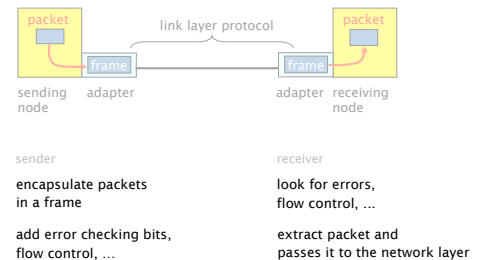 packet
link layer protocol
packet
frame
frame
sending
node
adapter
adapter
receiving
node
sender
encapsulate packets
in a frame
add error checking bits,
flow control, ...
receiver
look for errors,
flow control, ...
extract packet and
passes it to the network layer